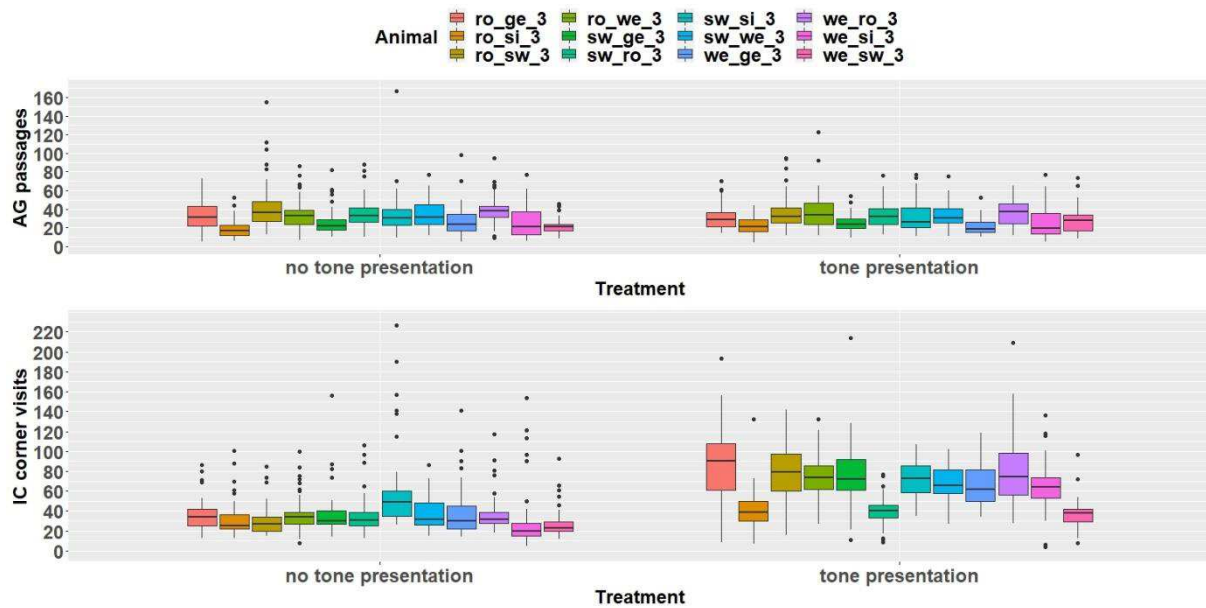 ro_ge_3 ro_we_3 sw_si_3 we_ro_3
Animal ro_si_3 sw_ge_3 sw_we_3 we_si_3
ro_sw_3 sw_ro_3 we_ge_3 we_sw_3
AG passages
160
140
120
100
80
60
40
20
0
no tone presentation tone presentation
Treatment
IC corner visits
220
200
180
160
140
120
100
80
60
40
20
0
no tone presentation tone presentation
Treatment